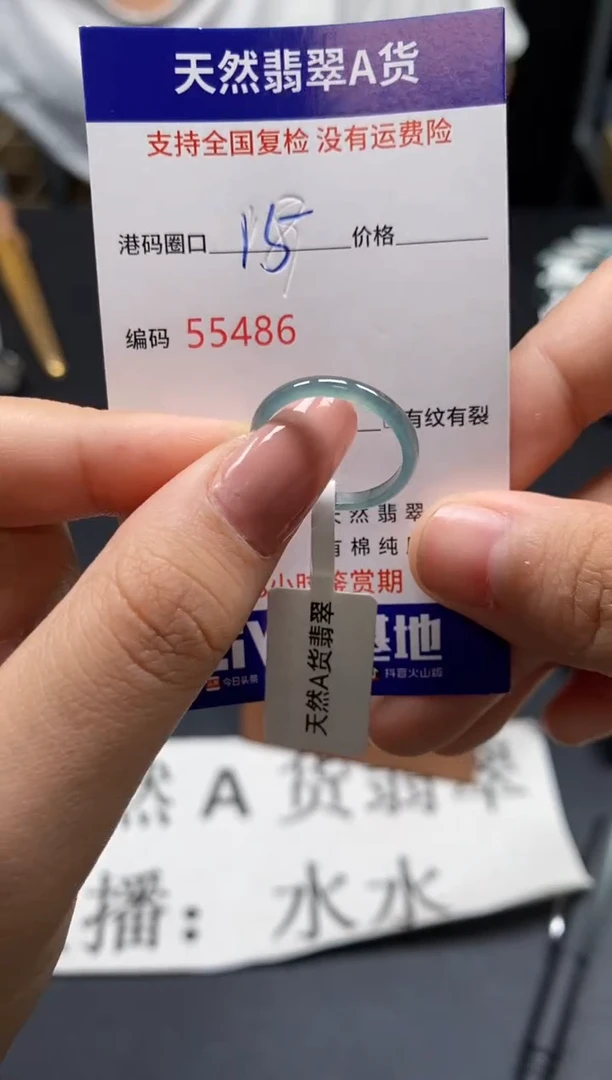 天然翡翠A货
支持全国复检 没有运费险
港码圈口 15 价格
编码 55486
有纹有裂
天然翡翠
有棉纯
小时鉴赏期
基地
今日头条 抖音火山版
天然A货翡翠
然A货翡翠
播：水水